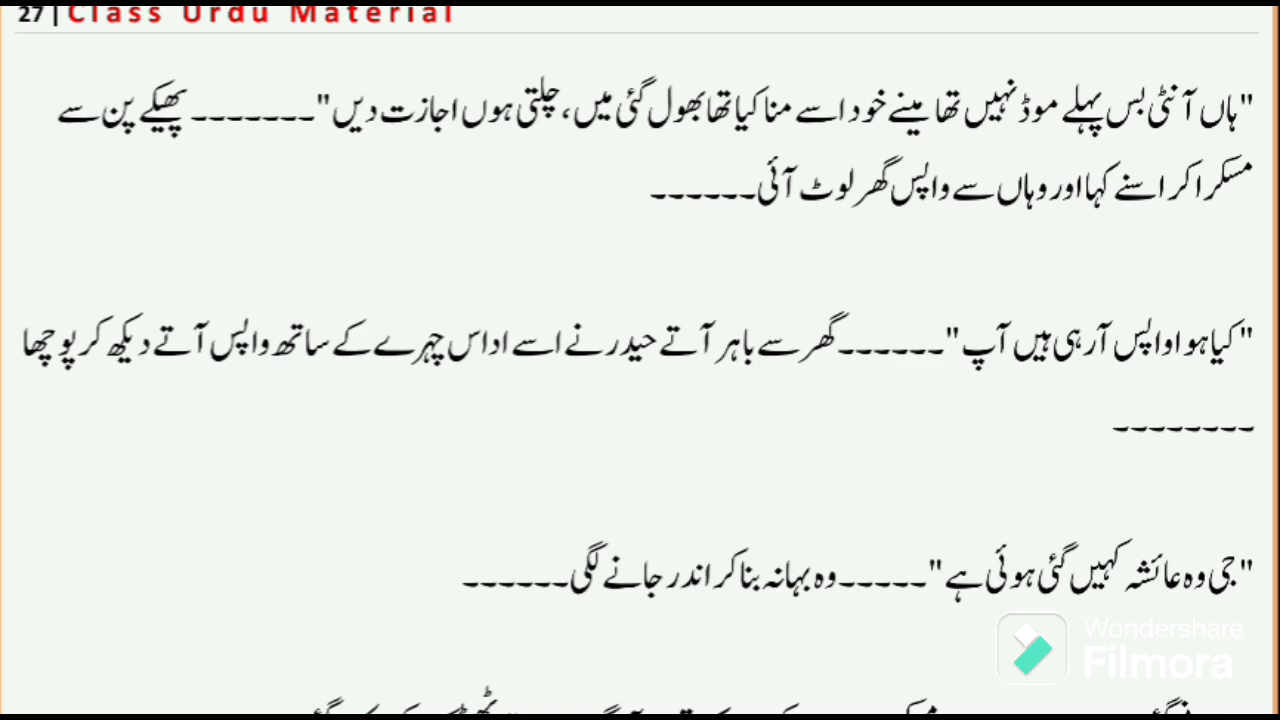 27 | Class Urdu Material
"ہاں آنٹی بس پہلے موڈ نہیں تھا مینے خود اسے منا کیا تھا بھول گئی میں، چلتی ہوں اجازت دیں"۔۔۔۔۔۔۔ پھیکے پن سے
مسکرا کر اسنے کہا اور وہاں سے واپس گھر لوٹ آئی۔۔۔۔۔۔
"کیا ہوا واپس آرہی ہیں آپ"۔۔۔۔۔۔ گھر سے باہر آتے حیدر نے اسے اداس چہرے کے ساتھ واپس آتے دیکھ کر پوچھا
۔۔۔۔۔۔۔۔
"جی وہ عائشہ کہیں گئی ہوئی ہے"۔۔۔۔۔ وہ بہانہ بنا کر اندر جانے لگی۔۔۔۔۔۔
Wondershare
Filmora